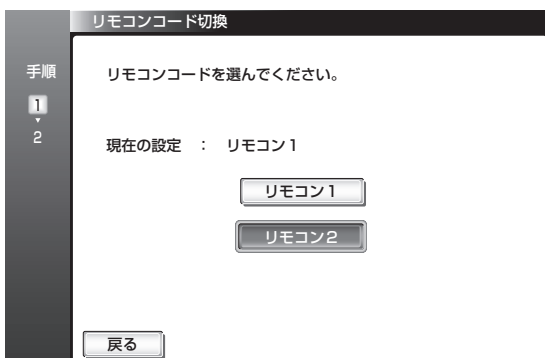 リモコンコード切換
手順
1
2
リモコンコードを選んでください。
現在の設定 : リモコン1
リモコン1
リモコン2
戻る